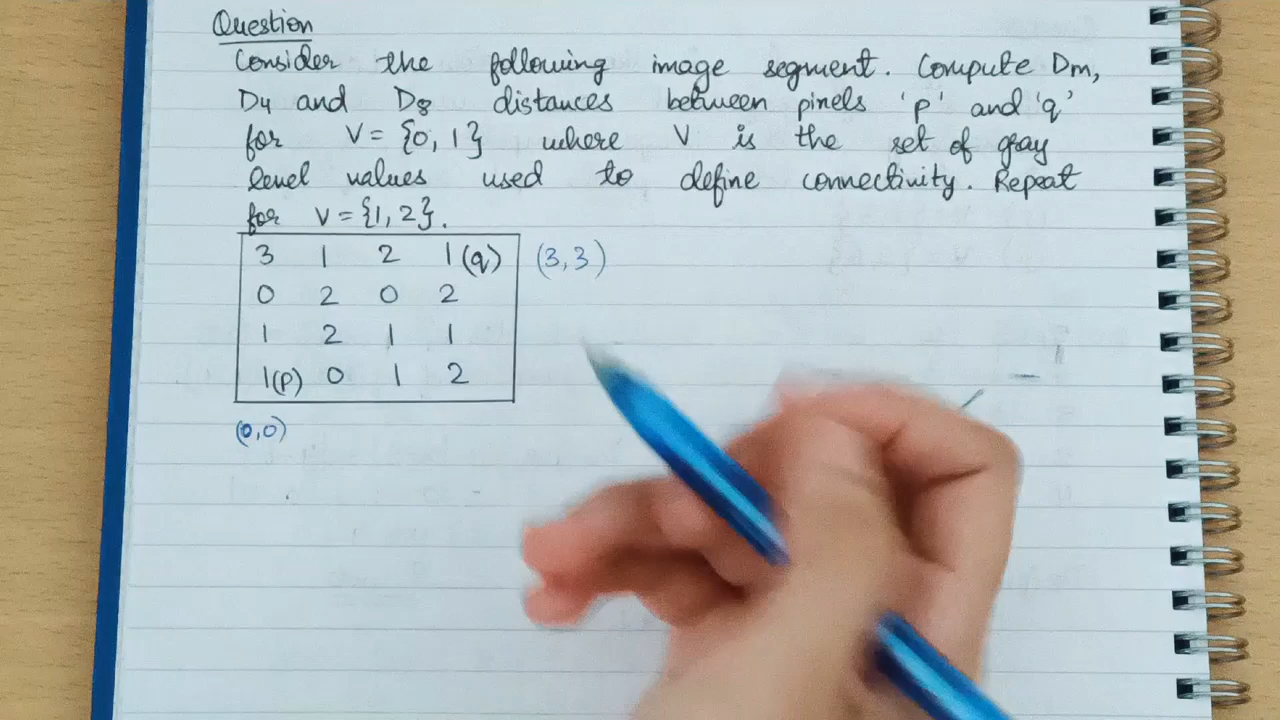 Question
Consider the following image segment. Compute Dm,
D4 and D8 distances between pixels 'p' and 'q'
for V = {0, 1} where V is the set of gray
level values used to define connectivity. Repeat
for V = {1, 2}.
3 1 2 1(q) (3,3)
0 2 0 2
1 2 1 1
1(p) 0 1 2
(0,0)